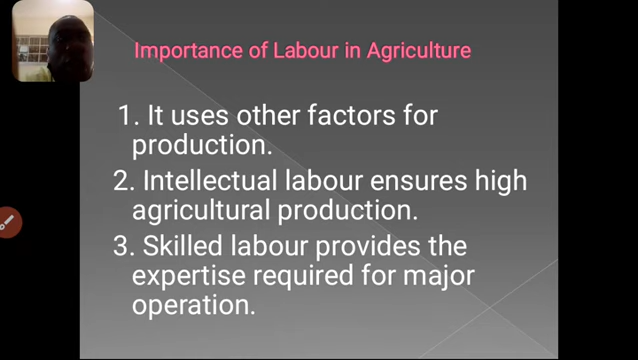 Importance of Labour in Agriculture
1. It uses other factors for
production.
2. Intellectual labour ensures high
agricultural production.
3. Skilled labour provides the
expertise required for major
operation.